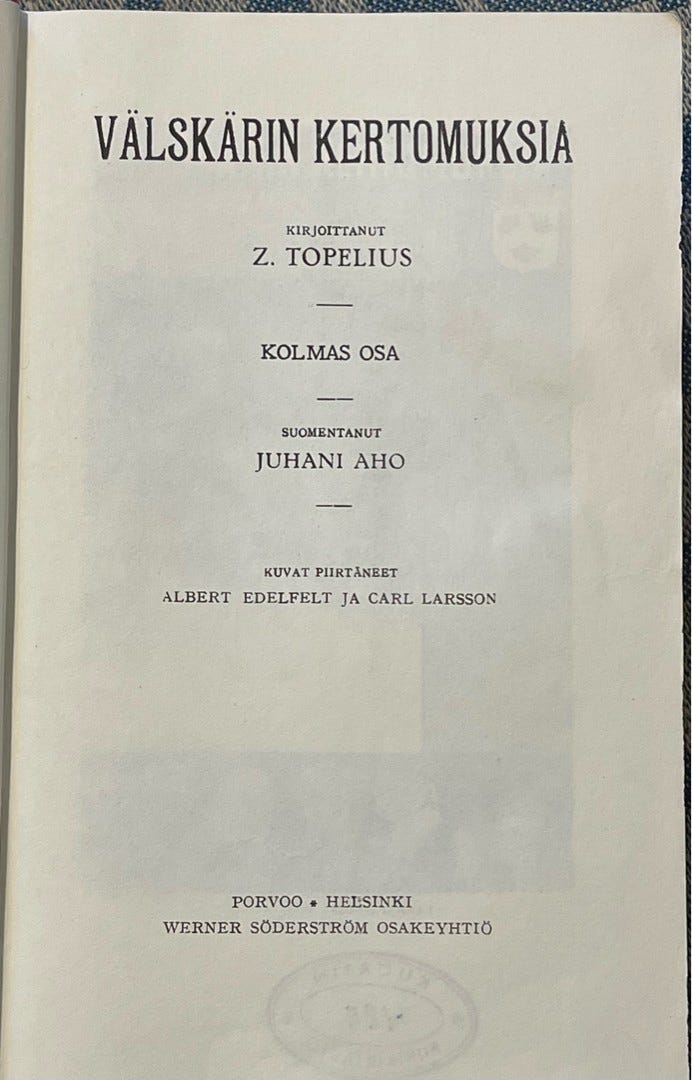 VÄLSKÄRIN KERTOMUKSIA
KIRJOITTANUT
Z. TOPELIUS
KOLMAS OSA
SUOMENTANUT
JUHANI AHO
KUVAT PIIRTÄNEET
ALBERT EDELFELT JA CARL LARSSON
PORVOO * HELSINKI
WERNER SÖDERSTRÖM OSAKEYHTIÖ